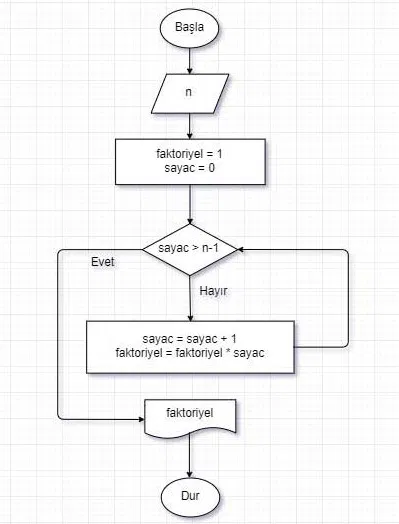 Başla
n
faktoriyel = 1
sayac = 0
sayac > n-1
Evet
Hayır
sayac = sayac + 1
faktoriyel = faktoriyel * sayac
faktoriyel
Dur